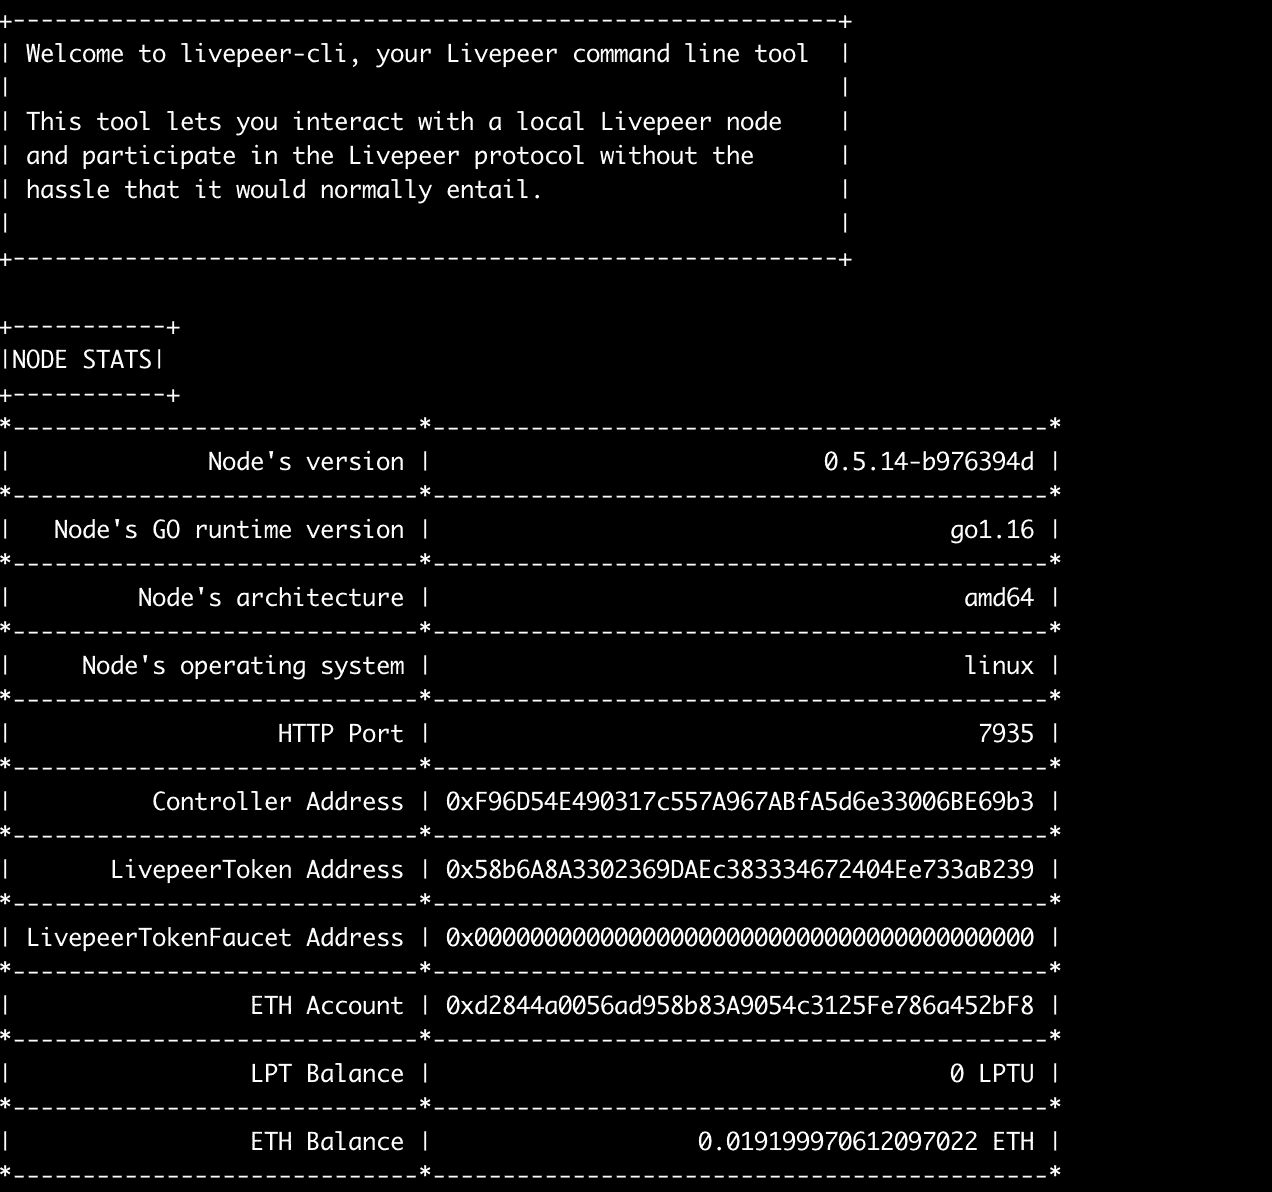 +-----------------------------------------------------------+
| Welcome to livepeer-cli, your Livepeer command line tool  |
|                                                           |
| This tool lets you interact with a local Livepeer node    |
| and participate in the Livepeer protocol without the      |
| hassle that it would normally entail.                     |
|                                                           |
+-----------------------------------------------------------+
+-----------+
|NODE STATS|
+-----------+
*-----------------------------*--------------------------------------------*
|              Node's version |                            0.5.14-b976394d |
*-----------------------------*--------------------------------------------*
|   Node's GO runtime version |                                     go1.16 |
*-----------------------------*--------------------------------------------*
|         Node's architecture |                                      amd64 |
*-----------------------------*--------------------------------------------*
|     Node's operating system |                                      linux |
*-----------------------------*--------------------------------------------*
|                   HTTP Port |                                       7935 |
*-----------------------------*--------------------------------------------*
|          Controller Address | 0xF96D54E490317c557A967ABfA5d6e33006BE69b3 |
*-----------------------------*--------------------------------------------*
|       LivepeerToken Address | 0x58b6A8A3302369DAEc383334672404Ee733aB239 |
*-----------------------------*--------------------------------------------*
| LivepeerTokenFaucet Address | 0x0000000000000000000000000000000000000000 |
*-----------------------------*--------------------------------------------*
|                 ETH Account | 0xd2844a0056ad958b83A9054c3125Fe786a452bF8 |
*-----------------------------*--------------------------------------------*
|                 LPT Balance |                                     0 LPTU |
*-----------------------------*--------------------------------------------*
|                 ETH Balance |                   0.019199970612097022 ETH |
*-----------------------------*--------------------------------------------*